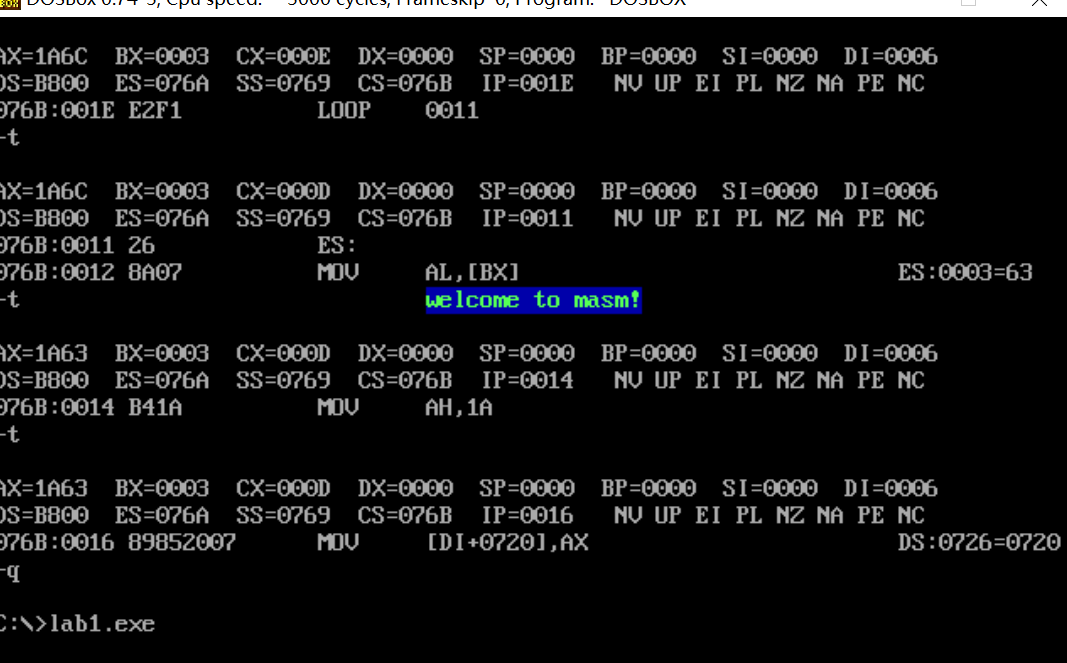 DOSBox 0.74-3, Cpu speed: 3000 cycles, Frameskip 0, Program: DOSBOX
AX=1A6C BX=0003 CX=000E DX=0000 SP=0000 BP=0000 SI=0000 DI=0006
DS=B800 ES=076A SS=0769 CS=076B IP=001E NV UP EI PL NZ NA PE NC
076B:001E E2F1 LOOP 0011
-t
AX=1A6C BX=0003 CX=000D DX=0000 SP=0000 BP=0000 SI=0000 DI=0006
DS=B800 ES=076A SS=0769 CS=076B IP=0011 NV UP EI PL NZ NA PE NC
076B:0011 26 ES:
076B:0012 8A07 MOV AL,[BX] ES:0003=63
-t welcome to masm!
AX=1A63 BX=0003 CX=000D DX=0000 SP=0000 BP=0000 SI=0000 DI=0006
DS=B800 ES=076A SS=0769 CS=076B IP=0014 NV UP EI PL NZ NA PE NC
076B:0014 B41A MOV AH,1A
-t
AX=1A63 BX=0003 CX=000D DX=0000 SP=0000 BP=0000 SI=0000 DI=0006
DS=B800 ES=076A SS=0769 CS=076B IP=0016 NV UP EI PL NZ NA PE NC
076B:0016 89852007 MOV [DI+0720],AX DS:0726=0720
-q
C:\>lab1.exe